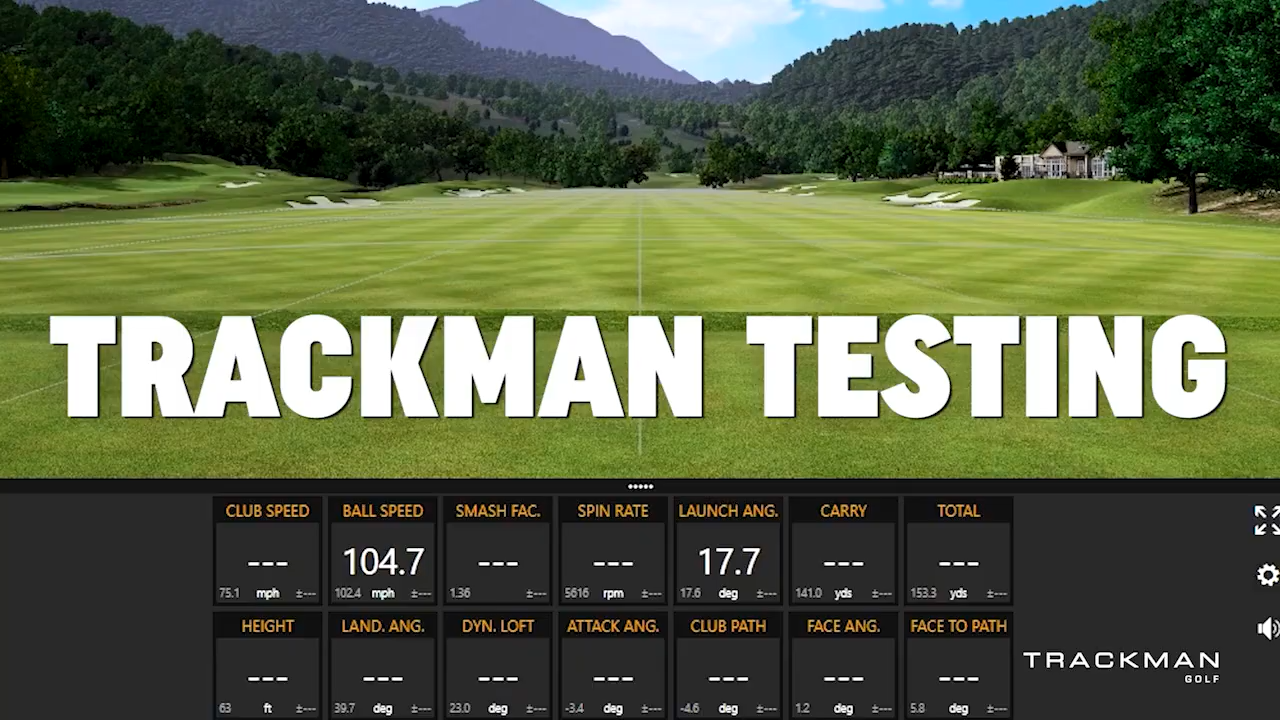 TRACKMAN TESTING
CLUB SPEED BALL SPEED SMASH FAC. SPIN RATE LAUNCH ANG. CARRY TOTAL
--- 104.7 --- --- 17.7 --- ---
75.1 mph ±--- 102.4 mph ±--- 1.36 ±--- 5616 rpm ±--- 17.6 deg ±--- 141.0 yds ±--- 153.3 yds ±---
HEIGHT LAND. ANG. DYN. LOFT ATTACK ANG. CLUB PATH FACE ANG. FACE TO PATH
--- --- --- --- --- --- ---
63 ft ±--- 39.7 deg ±--- 23.0 deg ±--- -3.4 deg ±--- -4.6 deg ±--- 1.2 deg ±--- 5.8 deg ±---
TRACKMAN
GOLF